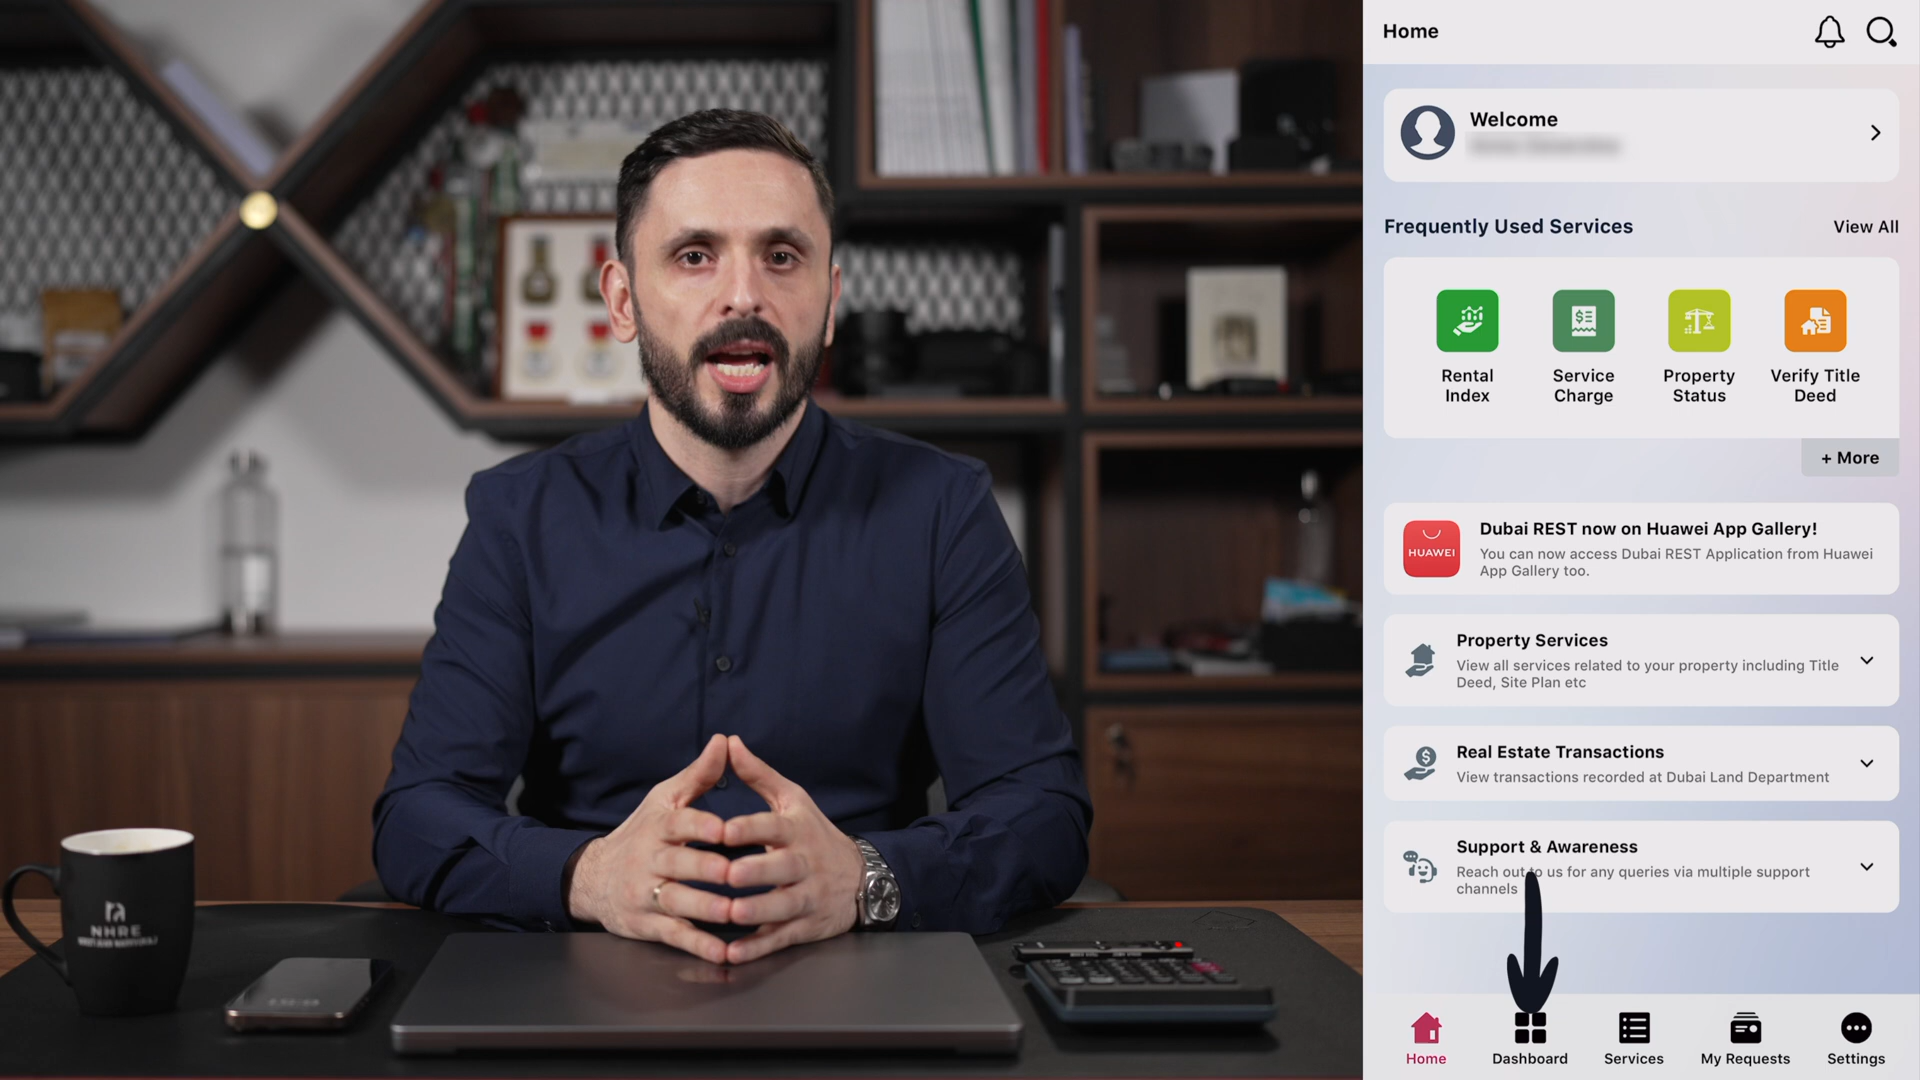 Home
Welcome
Frequently Used Services
View All
Rental
Index
Service
Charge
Property
Status
Verify Title
Deed
+ More
HUAWEI
Dubai REST now on Huawei App Gallery!
You can now access Dubai REST Application from Huawei
App Gallery too.
Property Services
View all services related to your property including Title
Deed, Site Plan etc
Real Estate Transactions
View transactions recorded at Dubai Land Department
Support & Awareness
Reach out to us for any queries via multiple support
channels
Home
Dashboard
Services
My Requests
Settings
NHRE